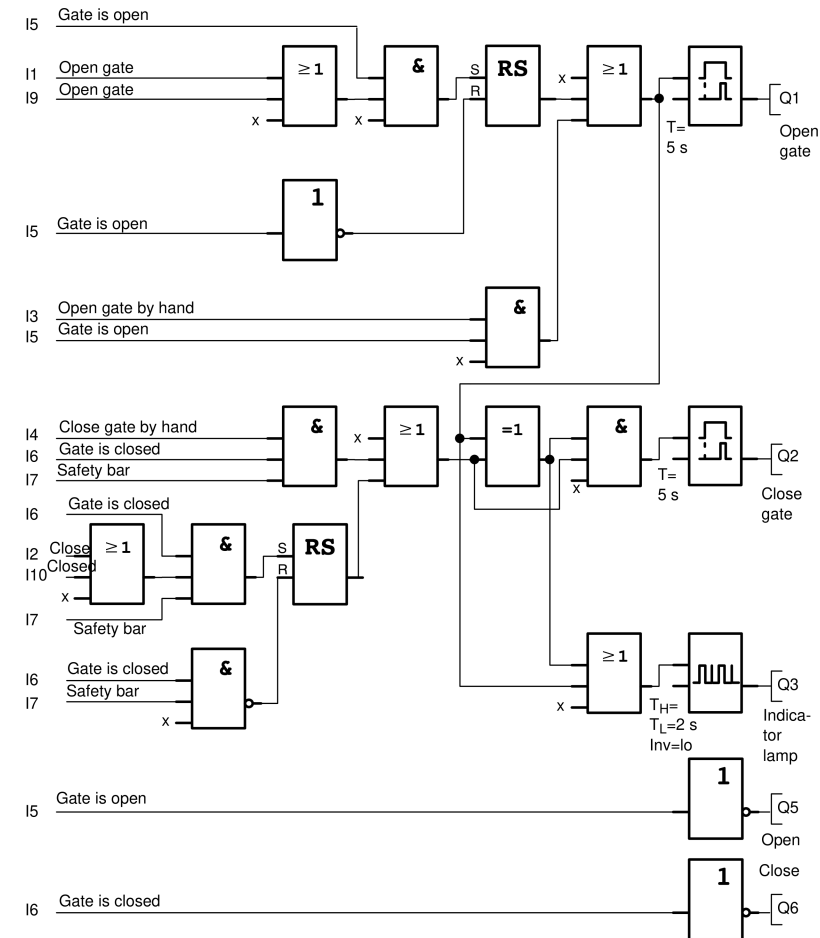 I5 Gate is open
I1 Open gate ≥1 & S RS x ≥1
I9 Open gate R Q1
x x T= Open
5 s gate
1
I5 Gate is open
I3 Open gate by hand &
I5 Gate is open
x
I4 Close gate by hand & x ≥1 =1 &
I6 Gate is closed Q2
I7 Safety bar x T= Close
5 s gate
I6 Gate is closed
I2 Close ≥1 & S RS
I10 Closed R
x
I7 Safety bar
I6 Gate is closed & ≥1
I7 Safety bar Q3
x x TH= Indica-
TL=2 s tor
Inv=lo lamp
1
I5 Gate is open Q5
Open
1 Close
I6 Gate is closed Q6